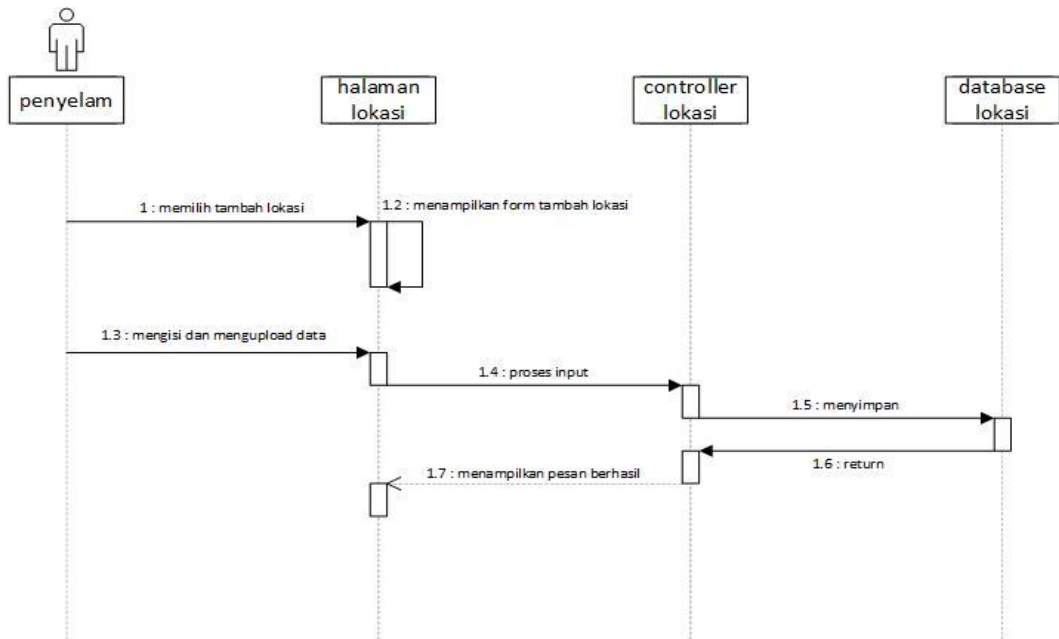 penyelam
halaman
lokasi
controller
lokasi
database
lokasi
1 : memilih tambah lokasi
1.2 : menampilkan form tambah lokasi
1.3 : mengisi dan mengupload data
1.4 : proses input
1.5 : menyimpan
1.6 : return
1.7 : menampilkan pesan berhasil